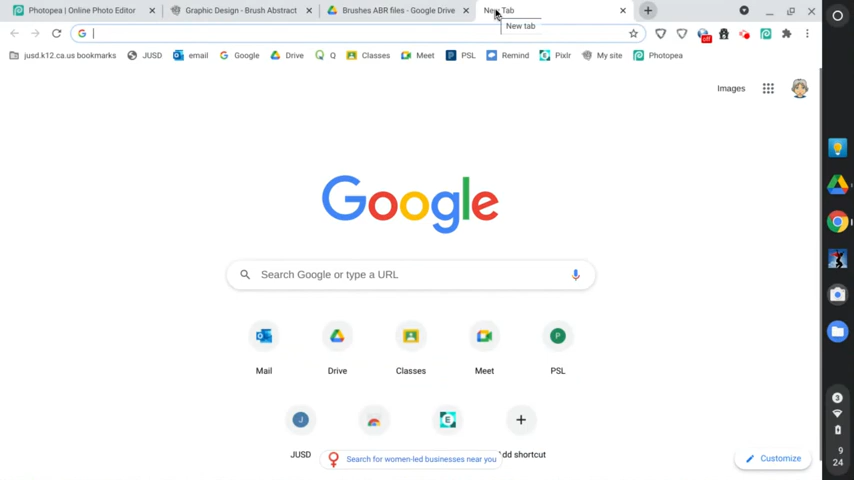 Photopea | Online Photo Editor
Graphic Design - Brush Abstract
Brushes ABR files - Google Drive
New Tab
New tab
off
jusd.k12.ca.us bookmarks
JUSD
email
Google
Drive
Q
Classes
Meet
PSL
Remind
Pixlr
My site
Photopea
Images
Google
Search Google or type a URL
Mail
Drive
Classes
Meet
P
PSL
J
JUSD
E
Add shortcut
Search for women-led businesses near you
Customize
3
9
24